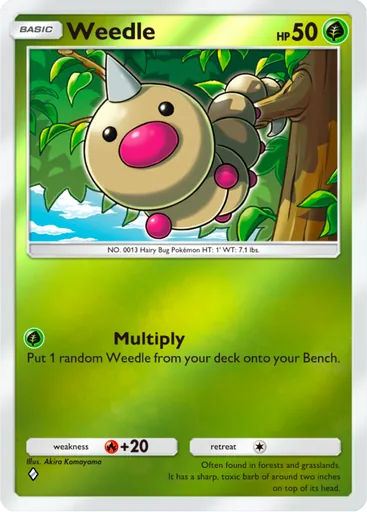 BASIC Weedle HP 50
NO. 0013 Hairy Bug Pokémon HT: 1' WT: 7.1 lbs.
Multiply
Put 1 random Weedle from your deck onto your Bench.
weakness +20 retreat
Illus. Akira Komayama
Often found in forests and grasslands.
It has a sharp, toxic barb of around two inches
on top of its head.